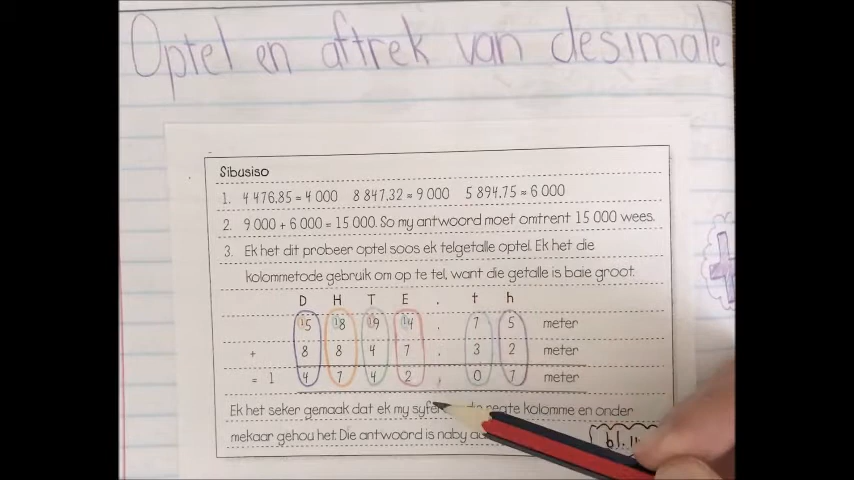 Optel en aftrek van desimale
Sibusiso
1. 4 476,85 ≈ 4 000 8 847,32 ≈ 9 000 5 894,75 ≈ 6 000
2. 9 000 + 6 000 = 15 000. So my antwoord moet omtrent 15 000 wees.
3. Ek het dit probeer optel soos ek telgetalle optel. Ek het die
kolommetode gebruik om op te tel, want die getalle is baie groot.
D H T E . t h
15 18 19 14 . 7 5 meter
+ 8 8 4 7 . 3 2 meter
= 1 4 7 4 2 , 0 7 meter
Ek het seker gemaak dat ek my regte kolomme en onder
mekaar gehou het. Die antwoord is naby